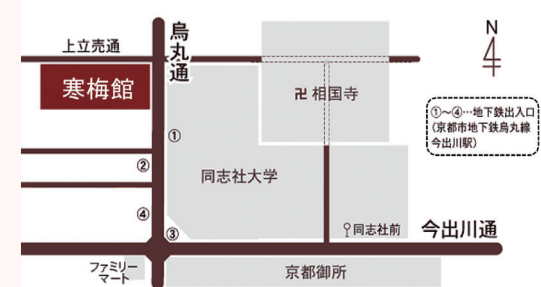 上立売通
烏丸通
N
寒梅館
卍 相国寺
①
①～④…地下鉄出入口
(京都市地下鉄烏丸線
今出川駅)
②
同志社大学
④
③
同志社前
今出川通
ファミリー
マート
京都御所